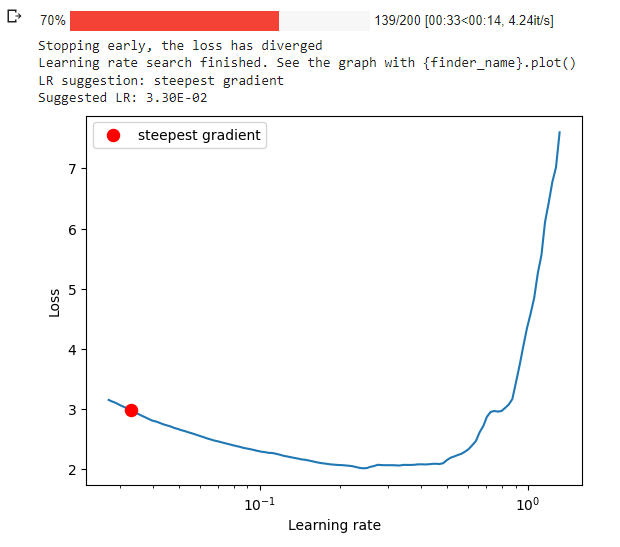 70% 139/200 [00:33<00:14, 4.24it/s]
Stopping early, the loss has diverged
Learning rate search finished. See the graph with {finder_name}.plot()
LR suggestion: steepest gradient
Suggested LR: 3.30E-02
steepest gradient
7
6
5
4
3
2
Loss
10⁻¹ 10⁰
Learning rate